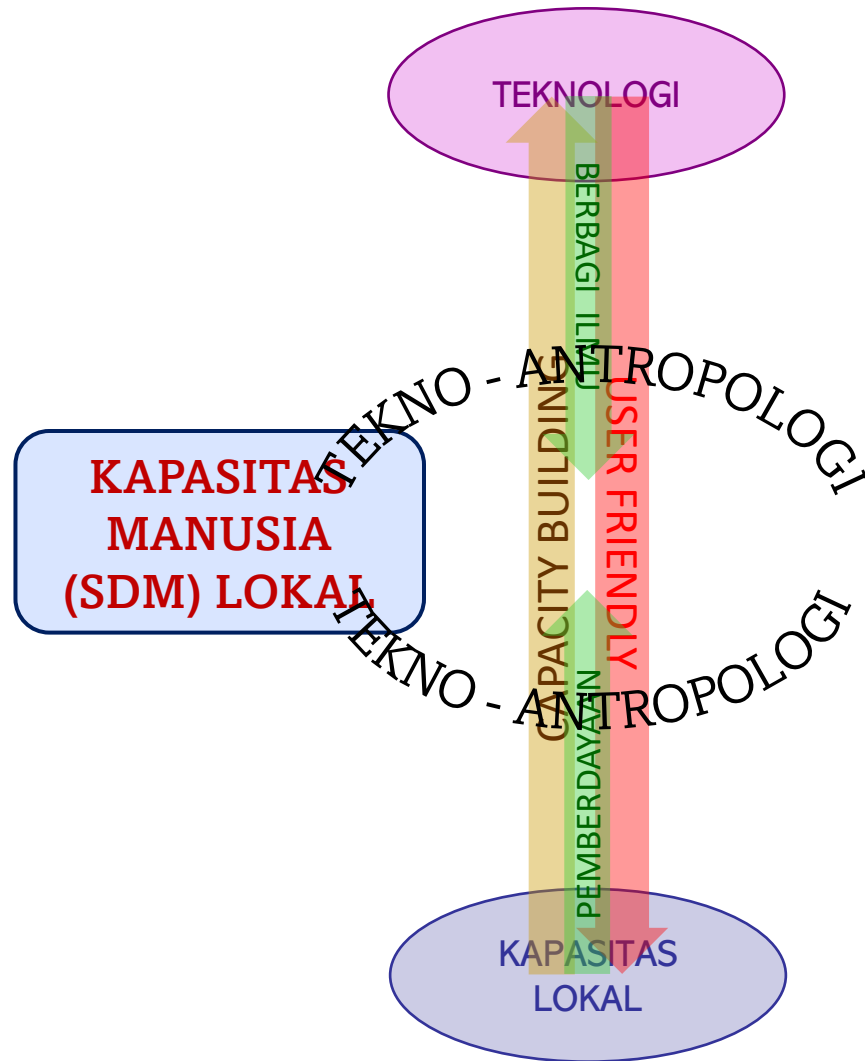 TEKNOLOGI
BERBAGI ILMU
TEKNO - ANTROPOLOGI
KAPASITAS
MANUSIA
(SDM) LOKAL
CAPACITY BUILDING
USER FRIENDLY
TEKNO - ANTROPOLOGI
PEMBERDAYAAN
KAPASITAS
LOKAL